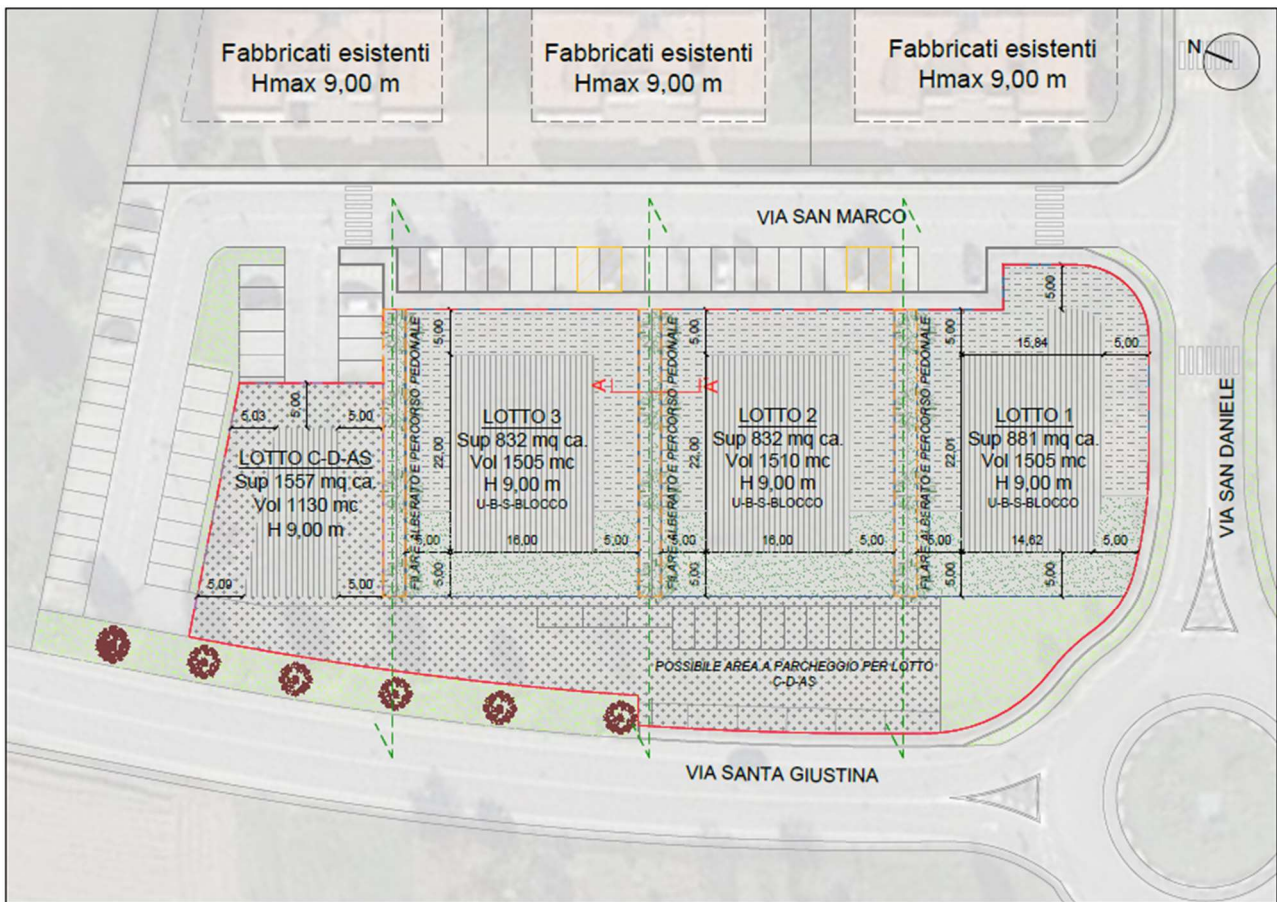 Fabbricati esistenti
Hmax 9,00 m
Fabbricati esistenti
Hmax 9,00 m
Fabbricati esistenti
Hmax 9,00 m
N
VIA SAN MARCO
VIA SAN DANIELE
5,00
15,84
5,00
5,00
5,00
5,03
5,00
5,00
LOTTO C-D-AS
Sup 1557 mq ca.
Vol 1130 mc
H 9,00 m
5,09
5,00
FILARE ALBERATO E PERCORSO PEDONALE
LOTTO 3
Sup 832 mq ca.
Vol 1505 mc
H 9,00 m
U-B-S-BLOCCO
22,00
5,00
16,00
5,00
5,00
A
A
FILARE ALBERATO E PERCORSO PEDONALE
LOTTO 2
Sup 832 mq ca.
Vol 1510 mc
H 9,00 m
U-B-S-BLOCCO
22,00
5,00
16,00
5,00
5,00
FILARE ALBERATO E PERCORSO PEDONALE
LOTTO 1
Sup 881 mq ca.
Vol 1505 mc
H 9,00 m
U-B-S-BLOCCO
22,01
5,00
14,62
5,00
5,00
5,00
POSSIBILE AREA A PARCHEGGIO PER LOTTO
C-D-AS
VIA SANTA GIUSTINA